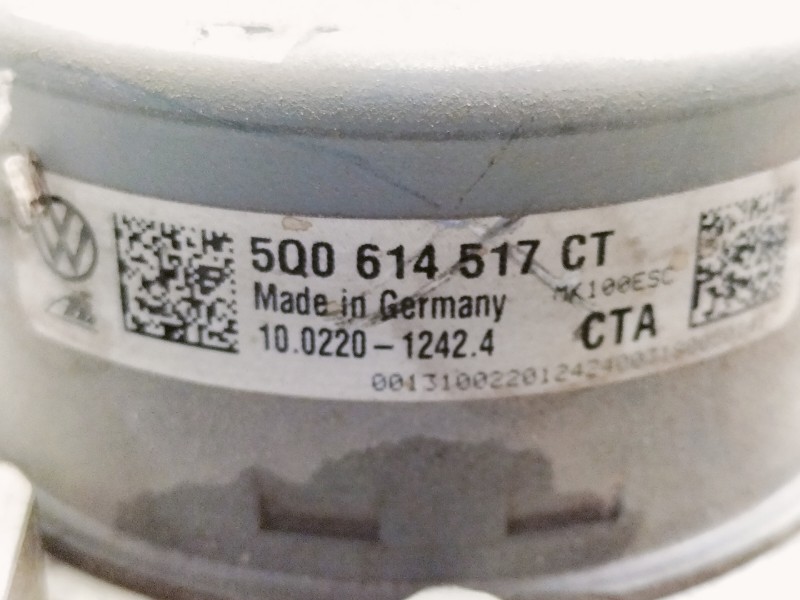 5Q0 614 517 CT
Made in Germany
MK100ESC
10.0220-1242.4
CTA